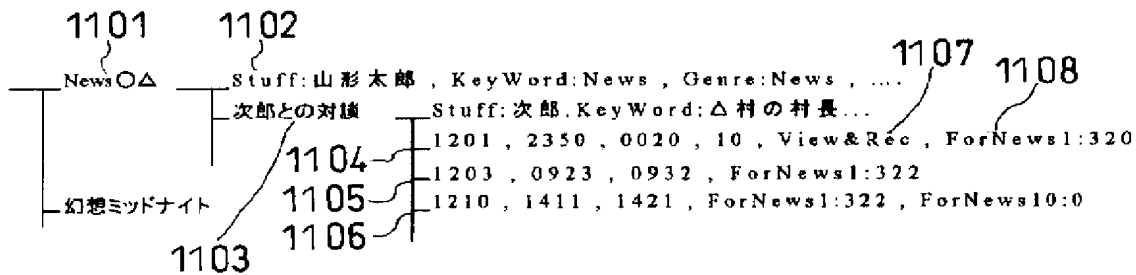 1101 1102 1107
News○△ Stuff:山形太郎 , KeyWord:News , Genre:News , .... 1108
次郎との対談 Stuff:次郎.KeyWord:△村の村長...
1104 1201 , 2350 , 0020 , 10 , View&Rec , ForNews1:320
1105 1203 , 0923 , 0932 , ForNews1:322
幻想ミッドナイト 1106 1210 , 1411 , 1421 , ForNews1:322 , ForNews10:0
1103